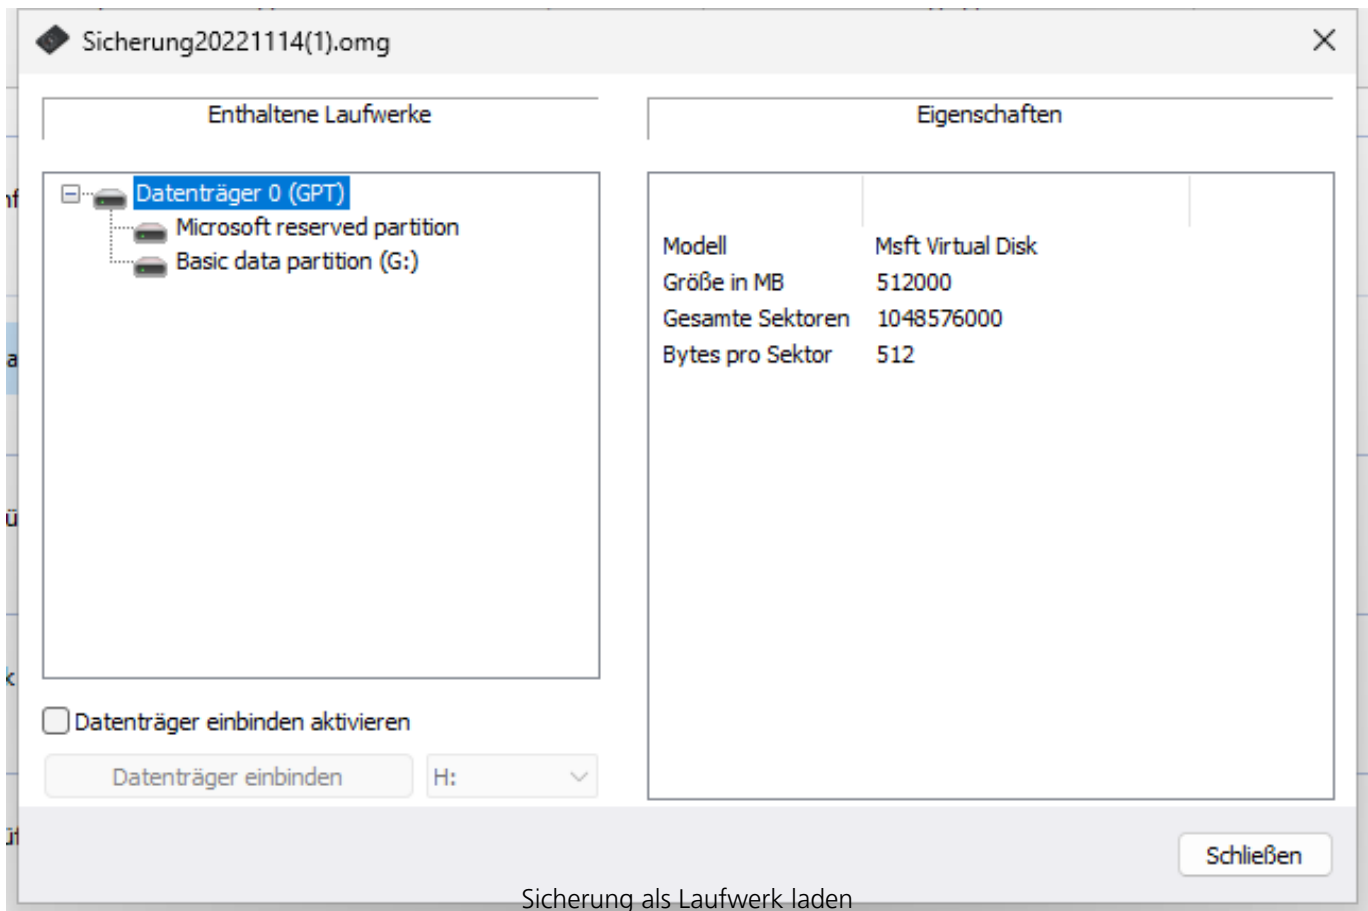 Sicherung20221114(1).omg
Enthaltene Laufwerke
Datenträger 0 (GPT)
Microsoft reserved partition
Basic data partition (G:)
Datenträger einbinden aktivieren
Datenträger einbinden
H:
Eigenschaften
Modell Msft Virtual Disk
Größe in MB 512000
Gesamte Sektoren 1048576000
Bytes pro Sektor 512
Schließen
Sicherung als Laufwerk laden